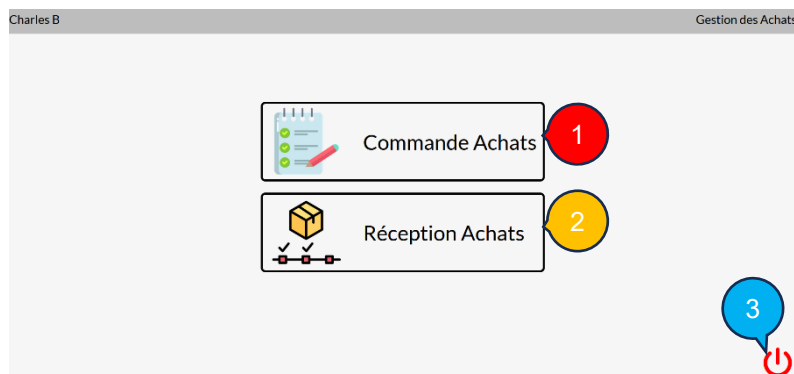 Charles B
Gestion des Achats
Commande Achats
1
Réception Achats
2
3